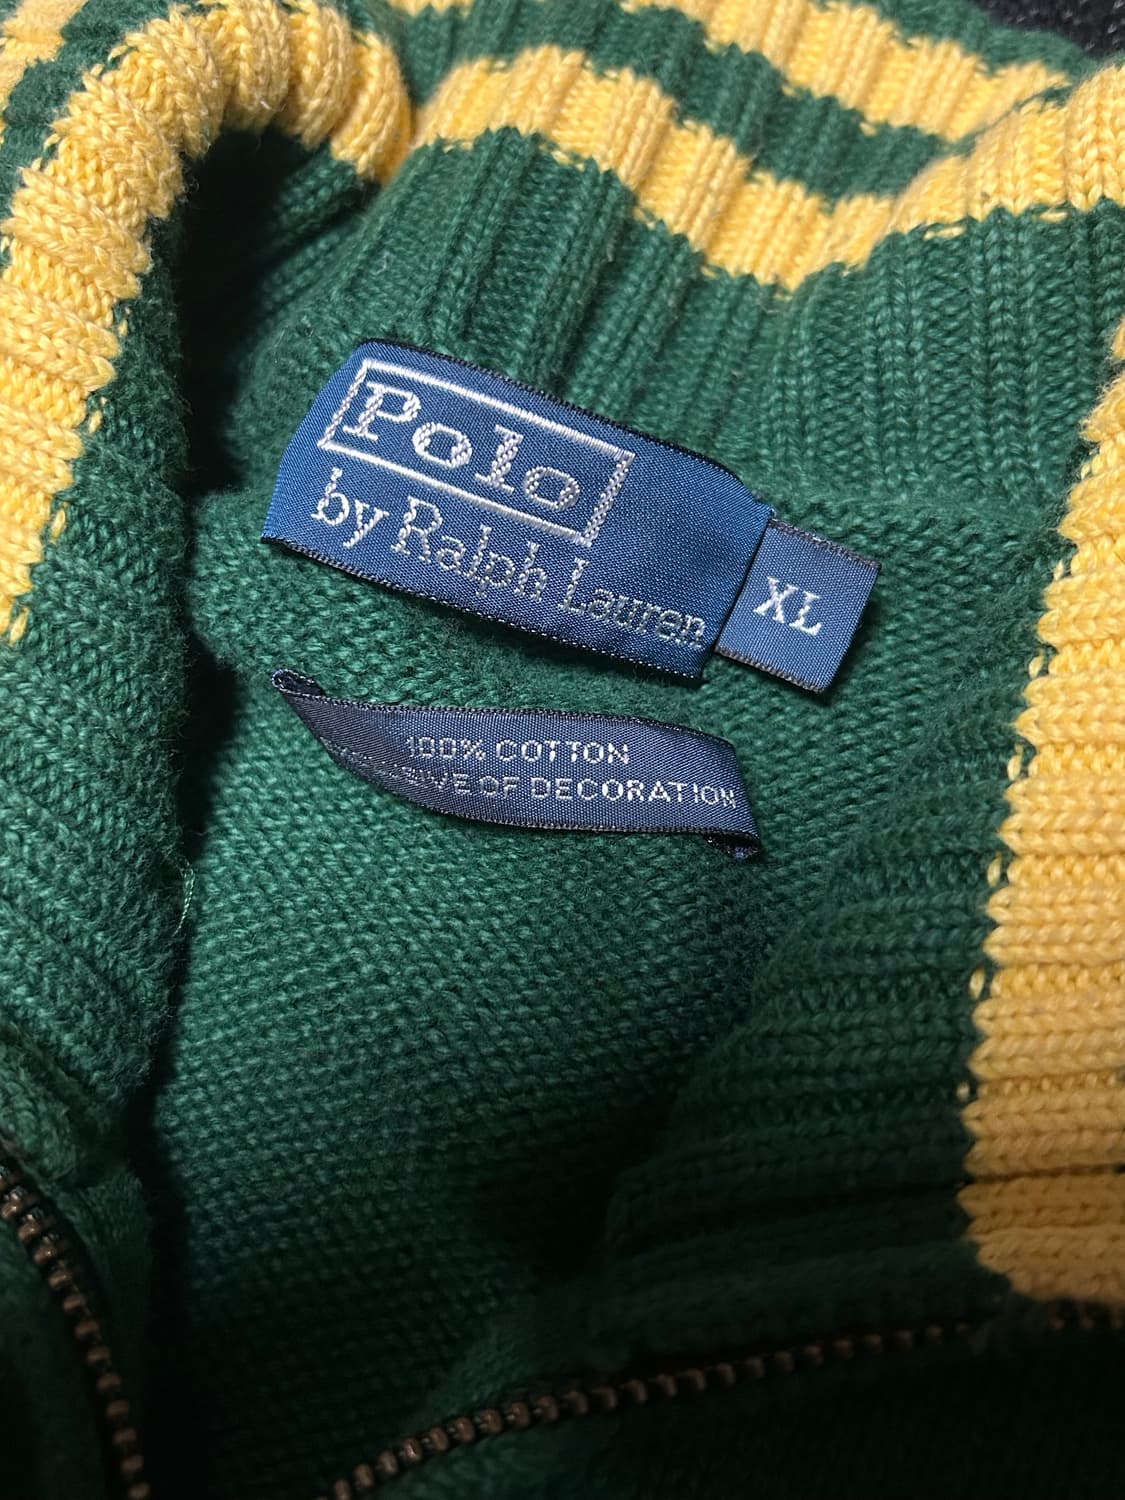 Polo
by Ralph Lauren
XL
100% COTTON
OF DECORATION